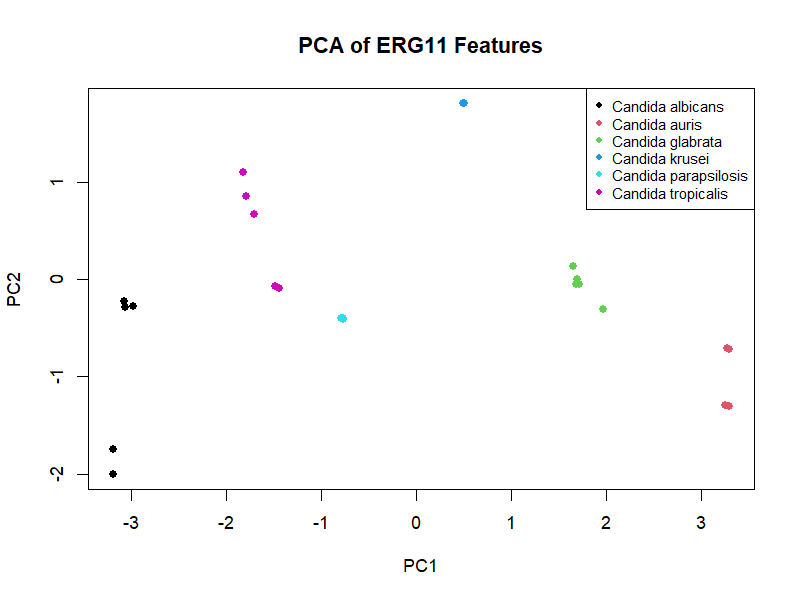 PCA of ERG11 Features
Candida albicans
Candida auris
Candida glabrata
Candida krusei
Candida parapsilosis
Candida tropicalis
1
0
-1
-2
PC2
-3 -2 -1 0 1 2 3
PC1